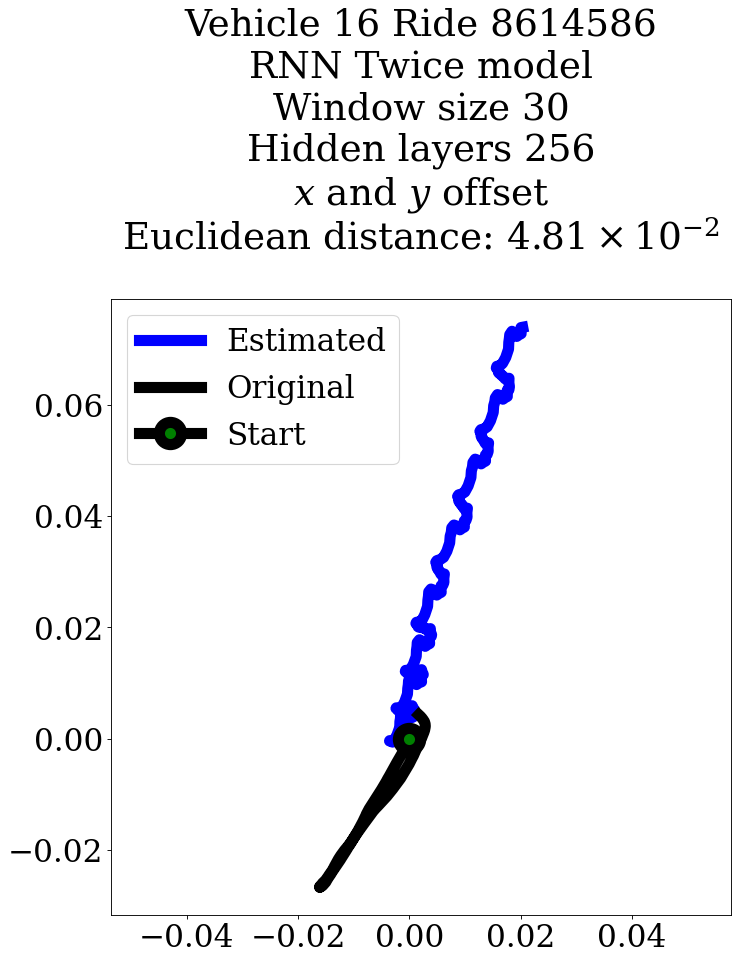 Vehicle 16 Ride 8614586
RNN Twice model
Window size 30
Hidden layers 256
x and y offset
Euclidean distance: 4.81 × 10⁻²
Estimated
Original
Start
0.06
0.04
0.02
0.00
−0.02
−0.04 −0.02 0.00 0.02 0.04